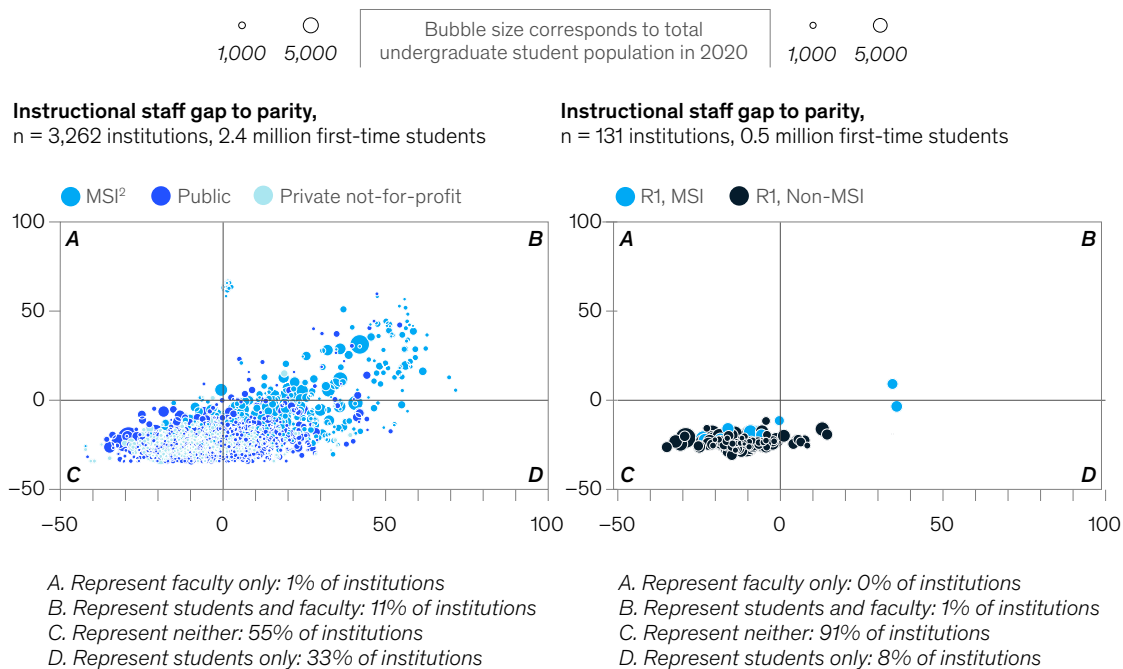 Bubble size corresponds to total
undergraduate student population in 2020
1,000 5,000
1,000 5,000
Instructional staff gap to parity,
n = 3,262 institutions, 2.4 million first-time students
MSI² Public Private not-for-profit
100
50
0
−50
A
B
C
D
−50 0 50 100
A. Represent faculty only: 1% of institutions
B. Represent students and faculty: 11% of institutions
C. Represent neither: 55% of institutions
D. Represent students only: 33% of institutions
Instructional staff gap to parity,
n = 131 institutions, 0.5 million first-time students
R1, MSI R1, Non-MSI
100
50
0
−50
A
B
C
D
−50 0 50 100
A. Represent faculty only: 0% of institutions
B. Represent students and faculty: 1% of institutions
C. Represent neither: 91% of institutions
D. Represent students only: 8% of institutions